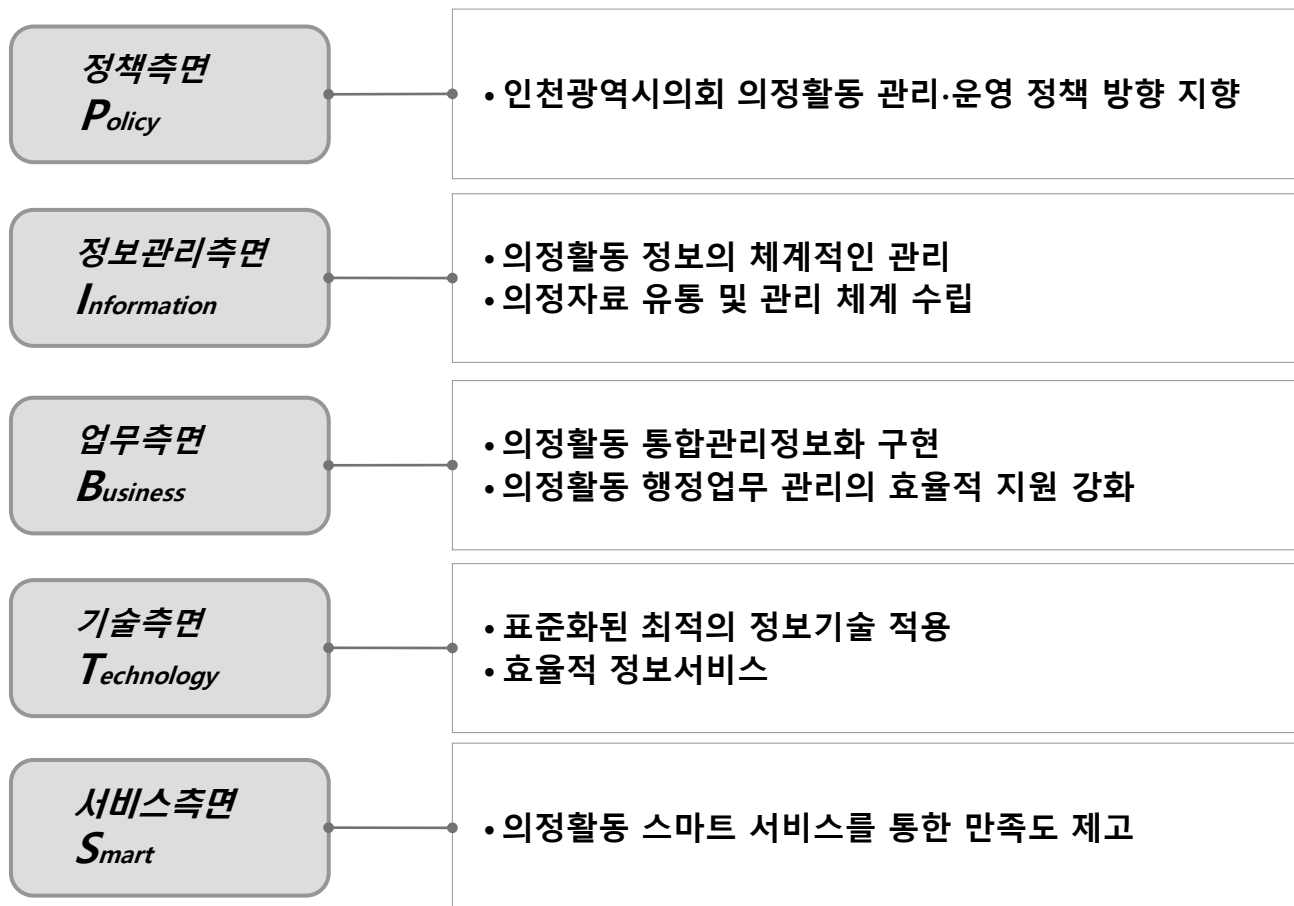 정책측면
Policy
• 인천광역시의회 의정활동 관리·운영 정책 방향 지향
정보관리측면
Information
• 의정활동 정보의 체계적인 관리
• 의정자료 유통 및 관리 체계 수립
업무측면
Business
• 의정활동 통합관리정보화 구현
• 의정활동 행정업무 관리의 효율적 지원 강화
기술측면
Technology
• 표준화된 최적의 정보기술 적용
• 효율적 정보서비스
서비스측면
Smart
• 의정활동 스마트 서비스를 통한 만족도 제고